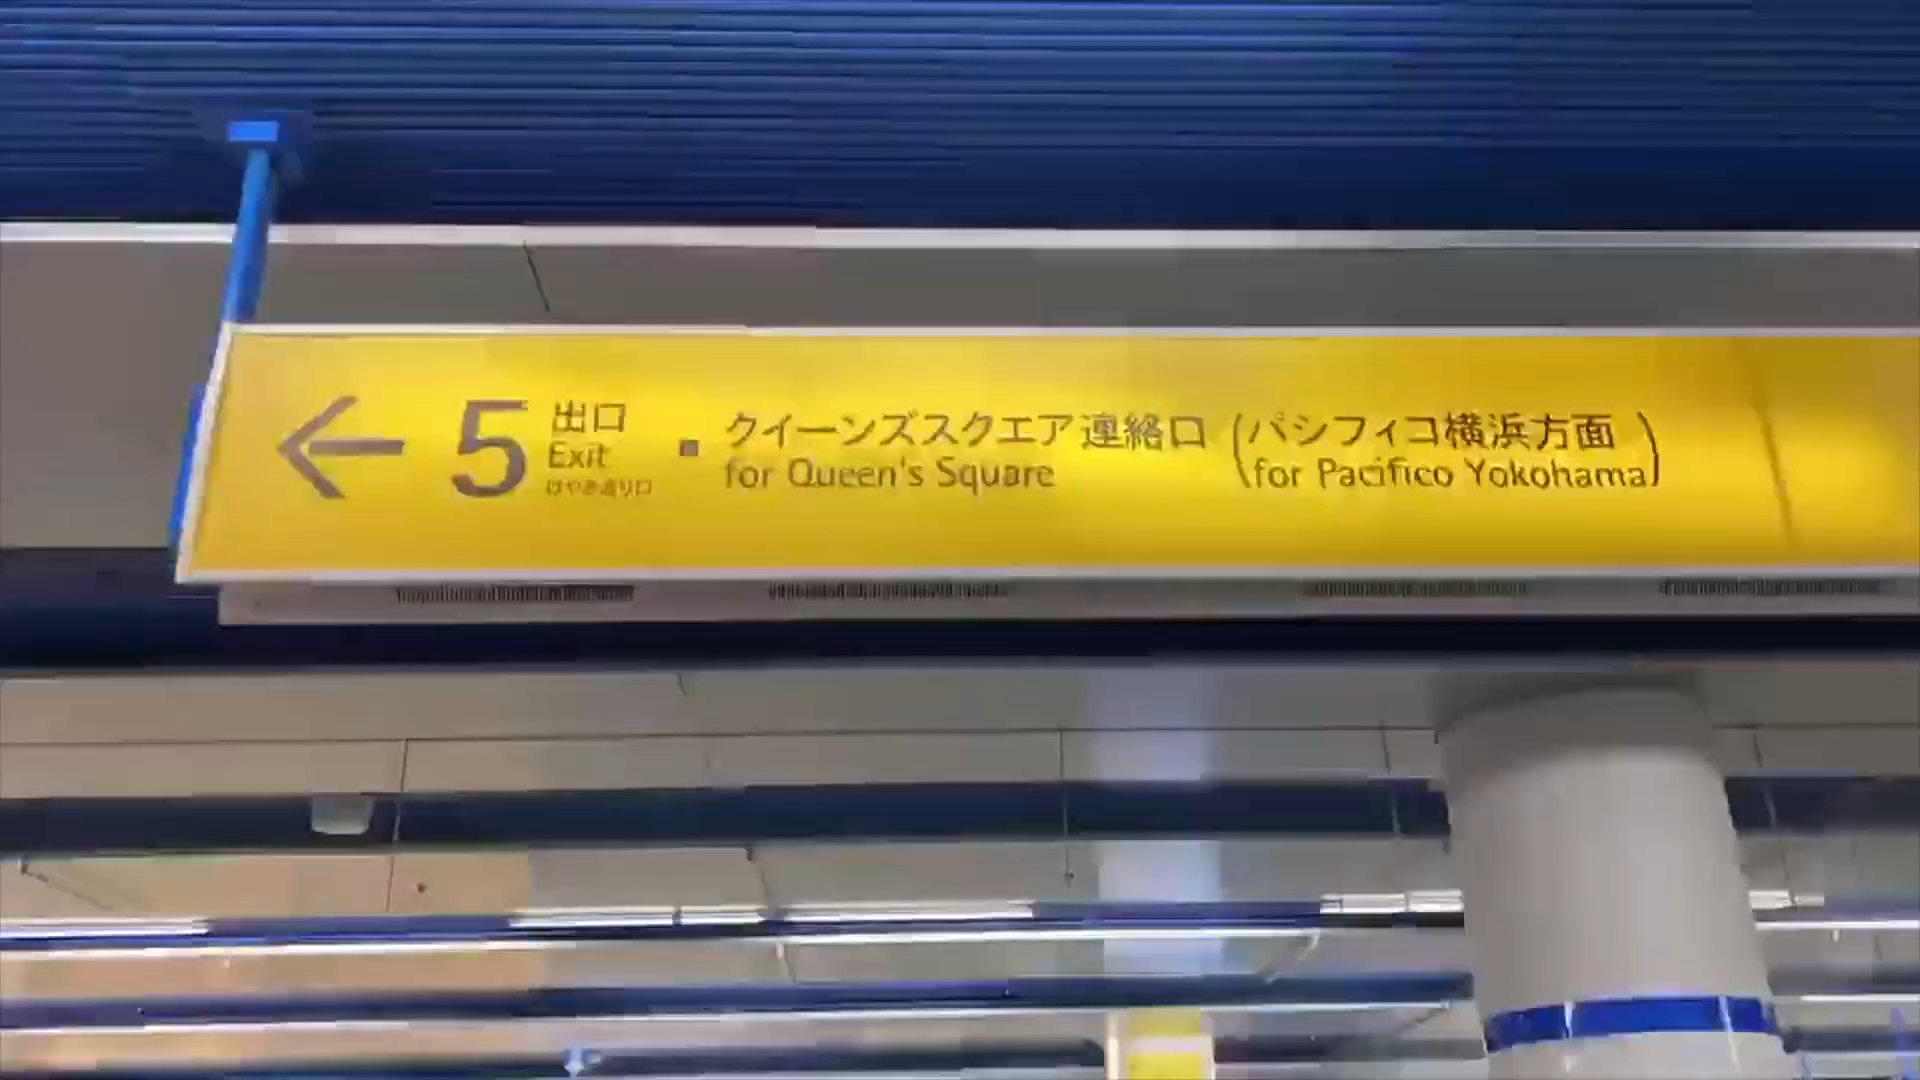 ← 5 出口
Exit
けやき通り口
クイーンズスクエア連絡口 (パシフィコ横浜方面)
for Queen's Square (for Pacifico Yokohama)